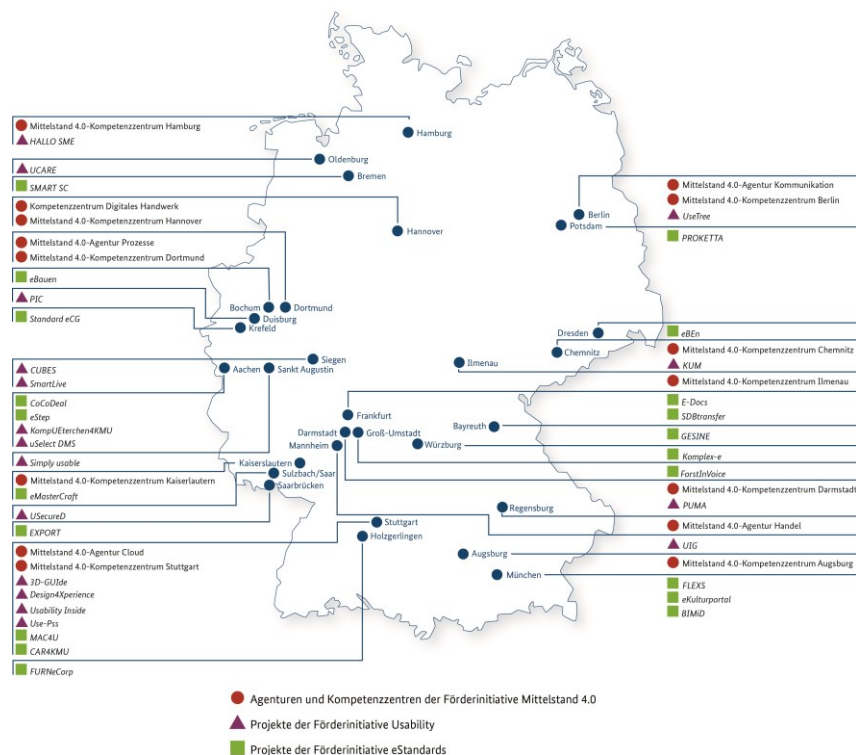 Mittelstand 4.0-Kompetenzzentrum Hamburg
HALLO SME
UCARE
SMART SC
Kompetenzzentrum Digitales Handwerk
Mittelstand 4.0-Kompetenzzentrum Hannover
Mittelstand 4.0-Agentur Prozesse
Mittelstand 4.0-Kompetenzzentrum Dortmund
eBauen
PIC
Standard eCG
CUBES
SmartLive
CoCoDeal
eStep
KompUEterchen4KMU
uSelect DMS
Simply usable
Mittelstand 4.0-Kompetenzzentrum Kaiserlautern
eMasterCraft
USecureD
EXPORT
Mittelstand 4.0-Agentur Cloud
Mittelstand 4.0-Kompetenzzentrum Stuttgart
3D-GUIde
Design4Xperience
Usability Inside
Use-Pss
MAC4U
CAR4KMU
FURNeCorp
Hamburg
Oldenburg
Bremen
Hannover
Berlin
Potsdam
Bochum
Dortmund
Duisburg
Krefeld
Dresden
Chemnitz
Siegen
Aachen
Sankt Augustin
Ilmenau
Frankfurt
Darmstadt
Groß-Umstadt
Mannheim
Bayreuth
Würzburg
Kaiserlautern
Sulzbach/Saar
Saarbrücken
Regensburg
Stuttgart
Holzgerlingen
Augsburg
München
Mittelstand 4.0-Agentur Kommunikation
Mittelstand 4.0-Kompetenzzentrum Berlin
UseTree
PROKETTA
eBEn
Mittelstand 4.0-Kompetenzzentrum Chemnitz
KUM
Mittelstand 4.0-Kompetenzzentrum Ilmenau
E-Docs
SDBtransfer
GESINE
Komplex-e
ForstInVoice
Mittelstand 4.0-Kompetenzzentrum Darmstadt
PUMA
Mittelstand 4.0-Agentur Handel
UIG
Mittelstand 4.0-Kompetenzzentrum Augsburg
FLEXS
eKulturportal
BIMiD
Agenturen und Kompetenzzentren der Förderinitiative Mittelstand 4.0
Projekte der Förderinitiative Usability
Projekte der Förderinitiative eStandards